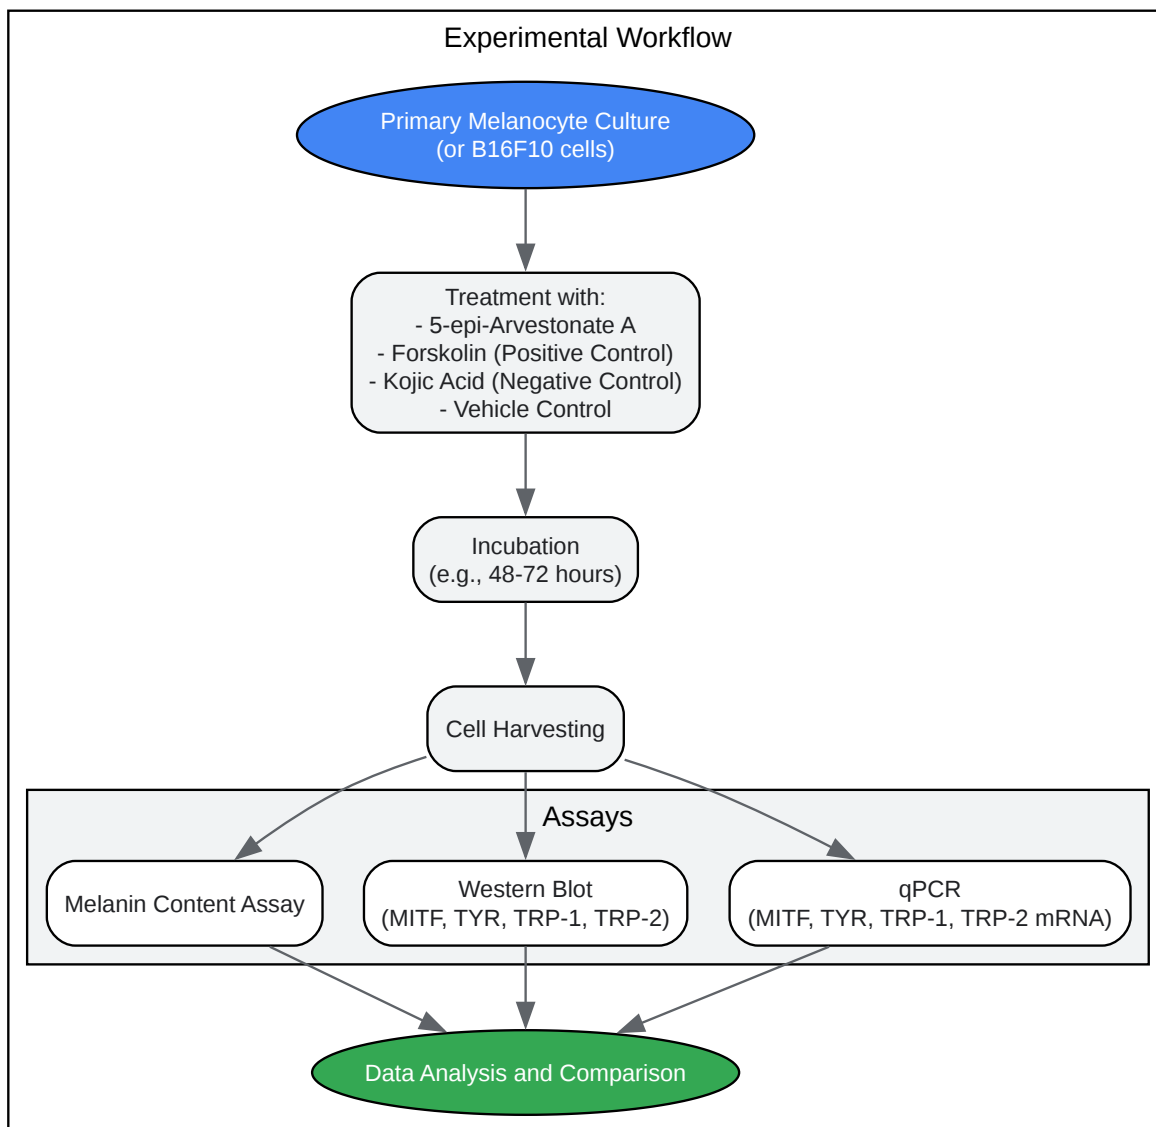 Experimental Workflow
Primary Melanocyte Culture
(or B16F10 cells)
Treatment with:
- 5-epi-Arvestonate A
- Forskolin (Positive Control)
- Kojic Acid (Negative Control)
- Vehicle Control
Incubation
(e.g., 48-72 hours)
Cell Harvesting
Assays
Melanin Content Assay
Western Blot
(MITF, TYR, TRP-1, TRP-2)
qPCR
(MITF, TYR, TRP-1, TRP-2 mRNA)
Data Analysis and Comparison